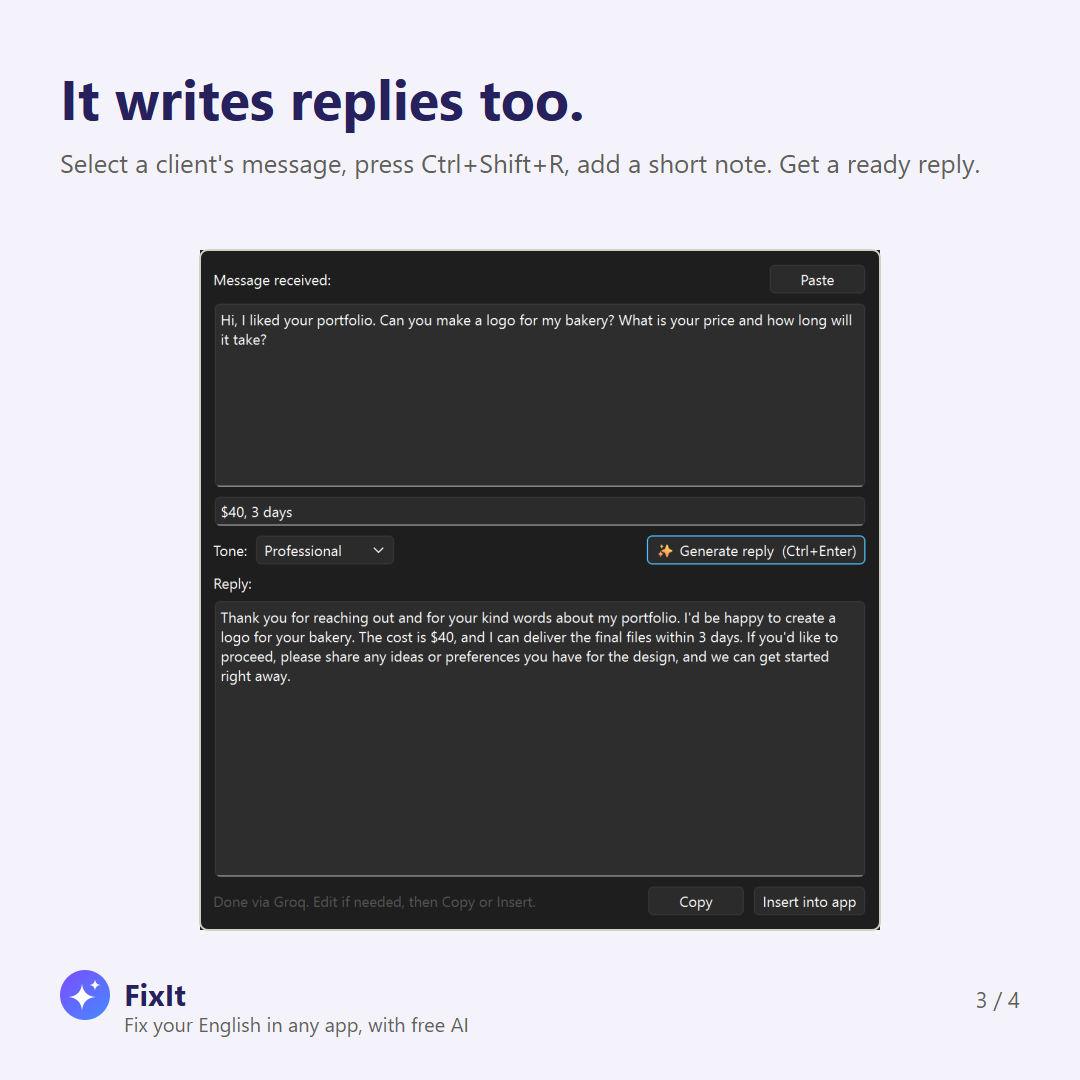 It writes replies too.
Select a client's message, press Ctrl+Shift+R, add a short note. Get a ready reply.
Message received:
Paste
Hi, I liked your portfolio. Can you make a logo for my bakery? What is your price and how long will
it take?
$40, 3 days
Tone:
Professional
✨ Generate reply (Ctrl+Enter)
Reply:
Thank you for reaching out and for your kind words about my portfolio. I'd be happy to create a
logo for your bakery. The cost is $40, and I can deliver the final files within 3 days. If you'd like to
proceed, please share any ideas or preferences you have for the design, and we can get started
right away.
Done via Groq. Edit if needed, then Copy or Insert.
Copy
Insert into app
FixIt
Fix your English in any app, with free AI
3 / 4